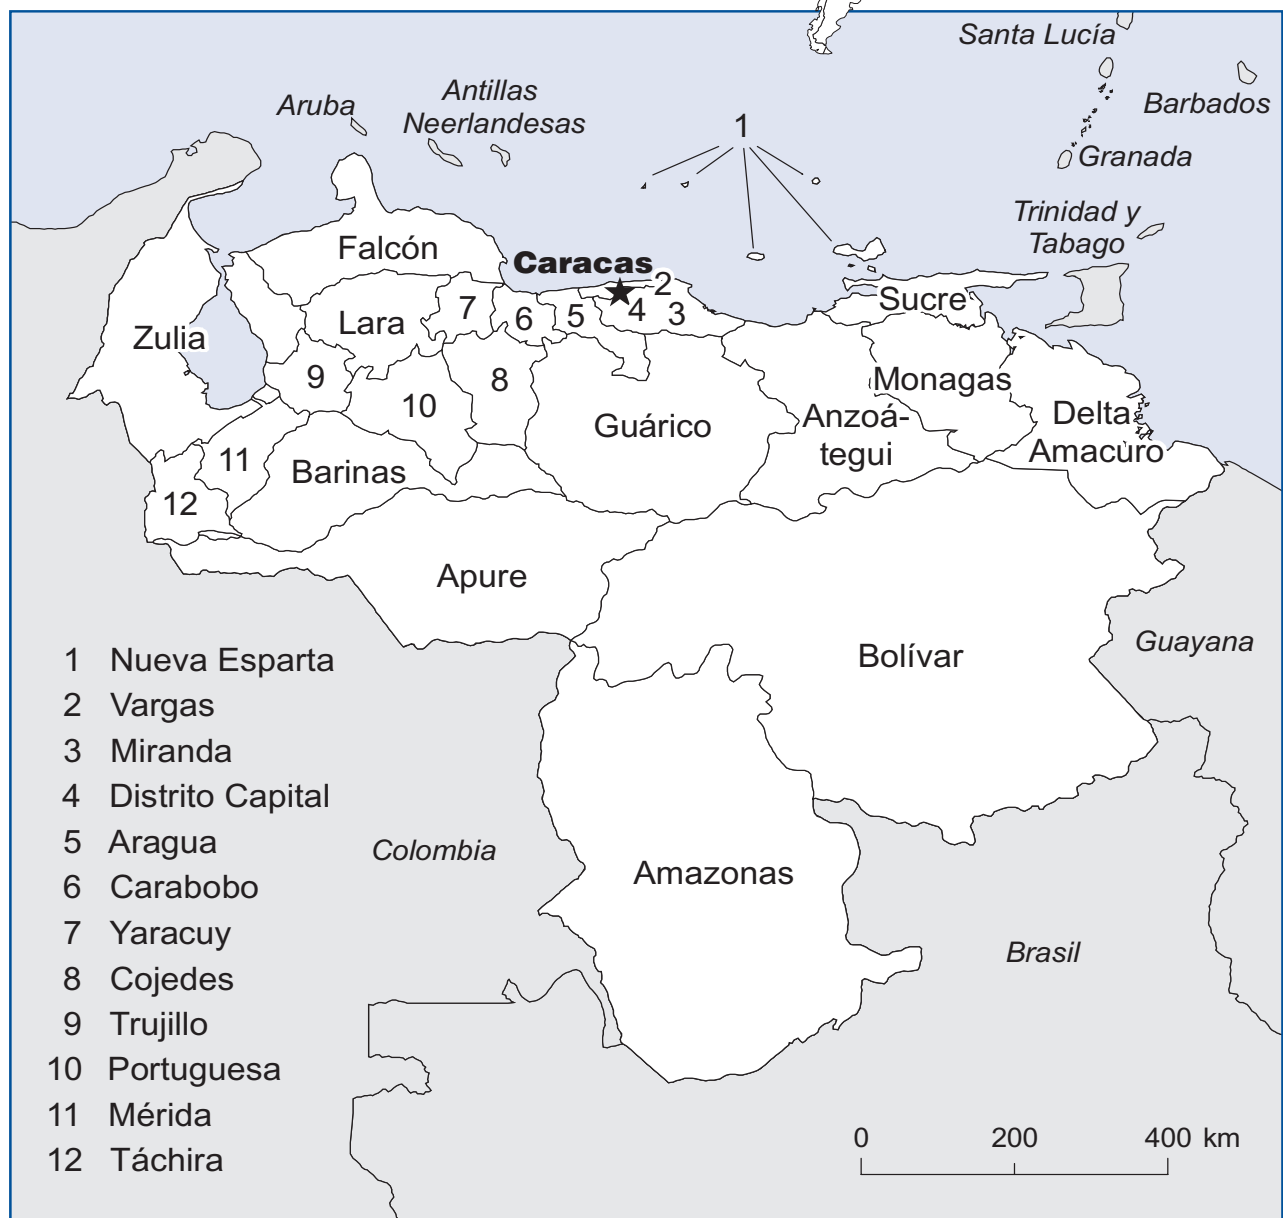 Santa Lucía
Antillas
Neerlandesas
Aruba
Barbados
1
Granada
Trinidad y
Tabago
Falcón
Caracas
2
Sucre
7
6
5
4
3
Lara
Zulia
9
8
10
Monagas
Guárico
Anzoá-
tegui
Delta
Amacuro
11
Barinas
12
Apure
Guayana
Bolívar
Colombia
Amazonas
Brasil
1 Nueva Esparta
2 Vargas
3 Miranda
4 Distrito Capital
5 Aragua
6 Carabobo
7 Yaracuy
8 Cojedes
9 Trujillo
10 Portuguesa
11 Mérida
12 Táchira
0 200 400 km